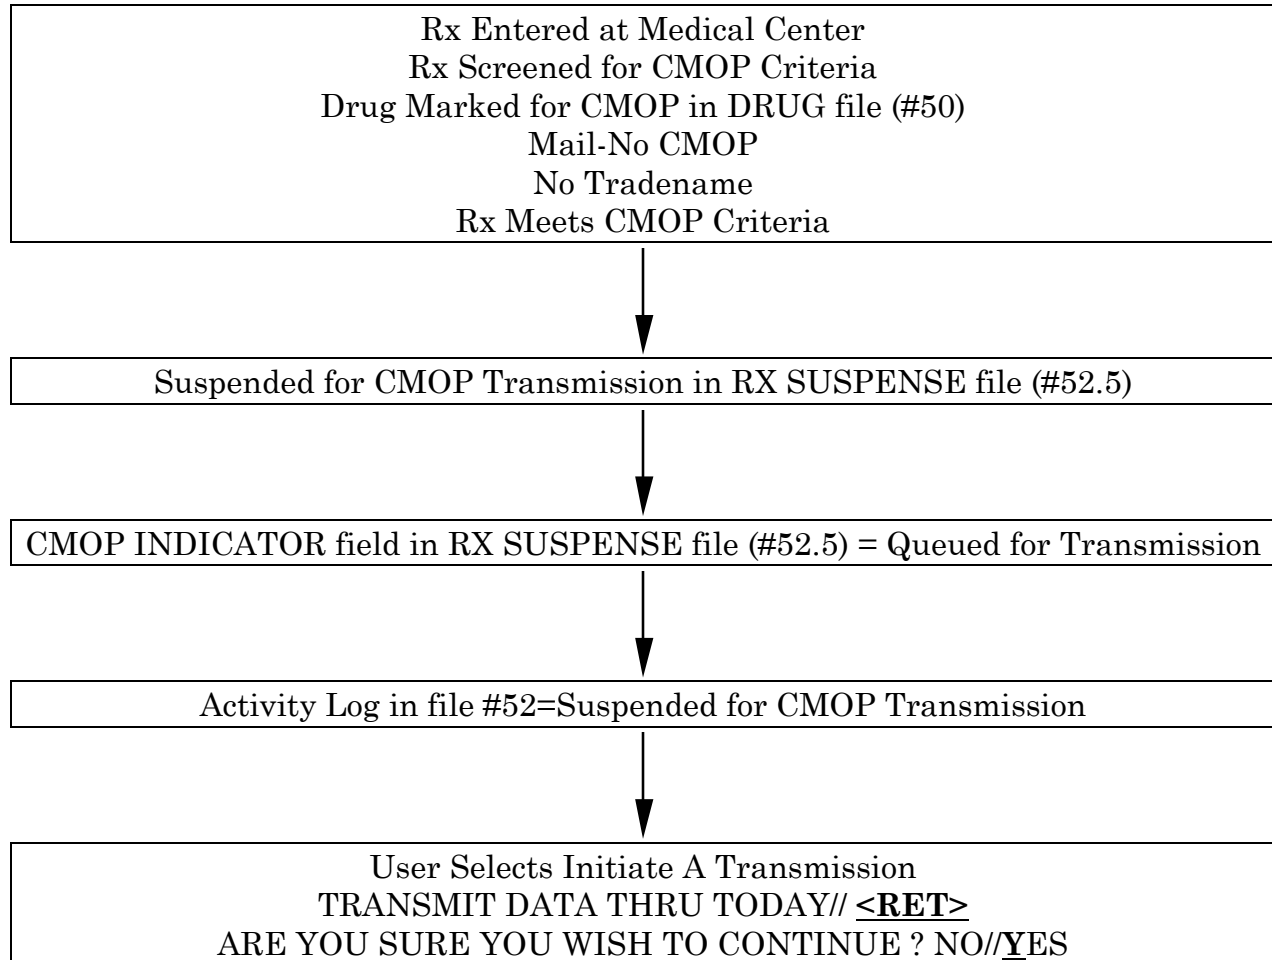 Rx Entered at Medical Center
Rx Screened for CMOP Criteria
Drug Marked for CMOP in DRUG file (#50)
Mail-No CMOP
No Tradename
Rx Meets CMOP Criteria
Suspended for CMOP Transmission in RX SUSPENSE file (#52.5)
CMOP INDICATOR field in RX SUSPENSE file (#52.5) = Queued for Transmission
Activity Log in file #52=Suspended for CMOP Transmission
User Selects Initiate A Transmission
TRANSMIT DATA THRU TODAY// <RET>
ARE YOU SURE YOU WISH TO CONTINUE ? NO//YES